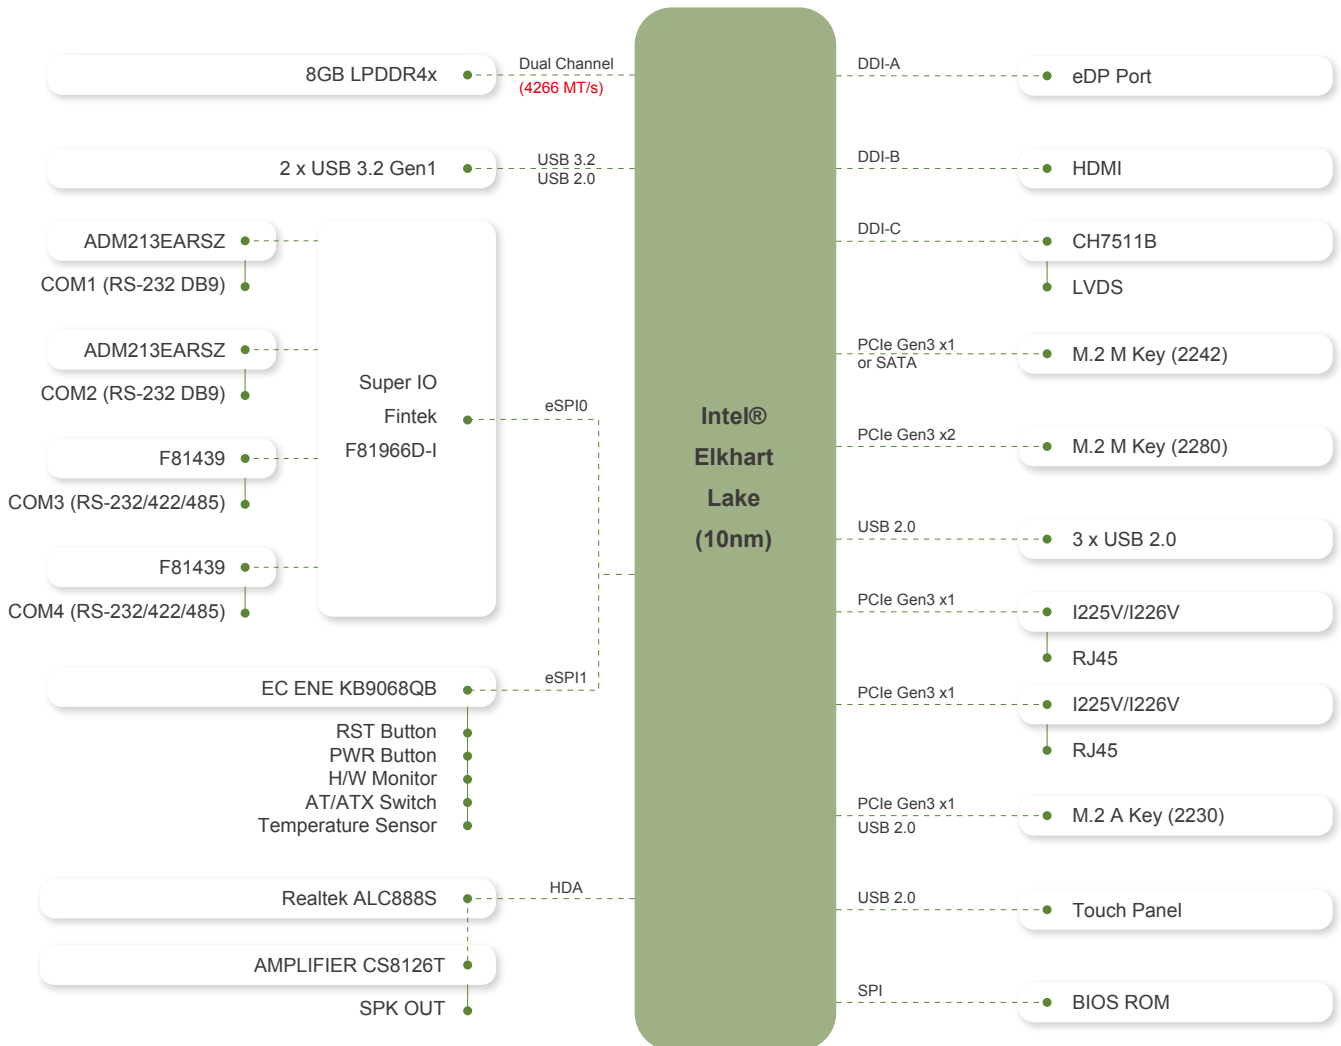 8GB LPDDR4x
Dual Channel
(4266 MT/s)
2 x USB 3.2 Gen1
USB 3.2
USB 2.0
ADM213EARSZ
COM1 (RS-232 DB9)
ADM213EARSZ
COM2 (RS-232 DB9)
F81439
COM3 (RS-232/422/485)
F81439
COM4 (RS-232/422/485)
Super IO
Fintek
F81966D-I
eSPI0
EC ENE KB9068QB
eSPI1
RST Button
PWR Button
H/W Monitor
AT/ATX Switch
Temperature Sensor
Realtek ALC888S
HDA
AMPLIFIER CS8126T
SPK OUT
Intel®
Elkhart
Lake
(10nm)
DDI-A
eDP Port
DDI-B
HDMI
DDI-C
CH7511B
LVDS
PCIe Gen3 x1
or SATA
M.2 M Key (2242)
PCIe Gen3 x2
M.2 M Key (2280)
USB 2.0
3 x USB 2.0
PCIe Gen3 x1
I225V/I226V
RJ45
PCIe Gen3 x1
I225V/I226V
RJ45
PCIe Gen3 x1
USB 2.0
M.2 A Key (2230)
USB 2.0
Touch Panel
SPI
BIOS ROM